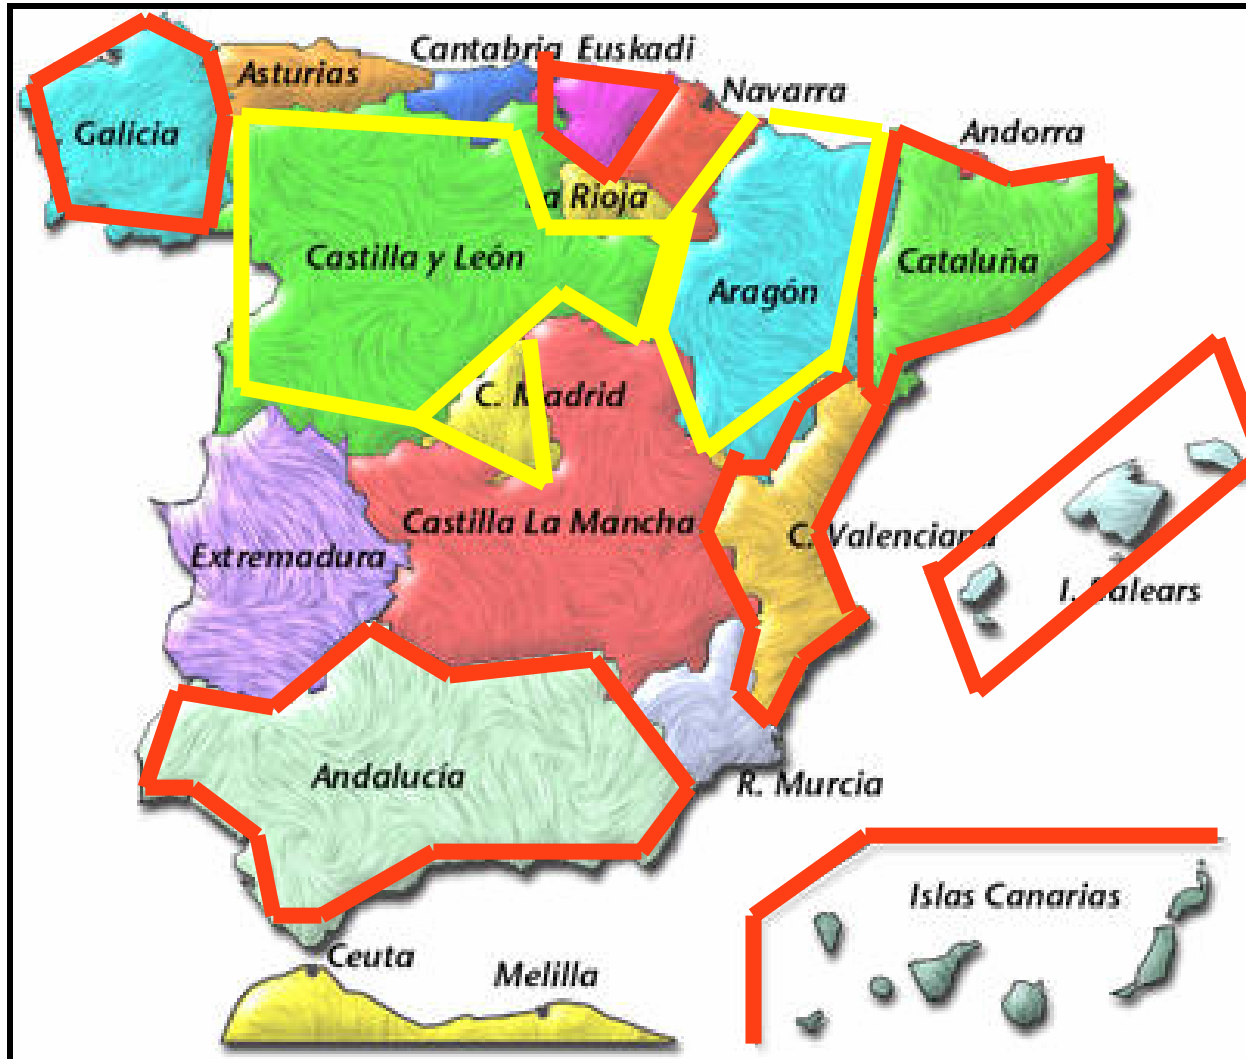 Cantabria Euskadi
Asturias
Navarra
Galicia
Andorra
La Rioja
Castilla y León
Cataluña
Aragón
C. Madrid
Castilla La Mancha
C. Valenciana
Extremadura
I. Balears
Andalucía
R. Murcia
Islas Canarias
Ceuta
Melilla